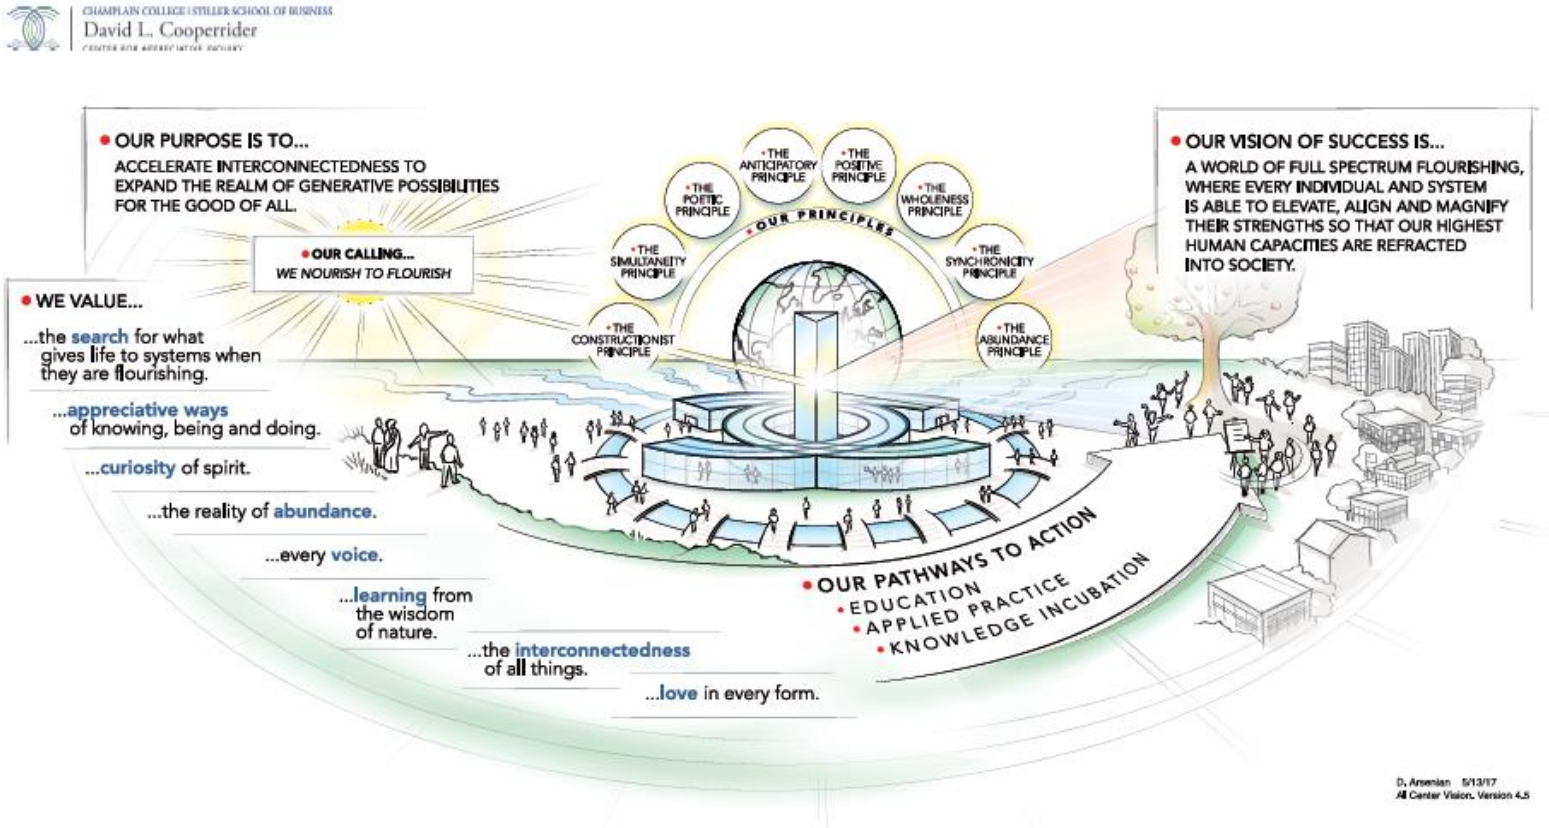 CHAMPLAIN COLLEGE | STILLER SCHOOL OF BUSINESS
David L. Cooperrider
CENTER FOR APPRECIATIVE INQUIRY
• OUR PURPOSE IS TO...
ACCELERATE INTERCONNECTEDNESS TO
EXPAND THE REALM OF GENERATIVE POSSIBILITIES
FOR THE GOOD OF ALL.
• OUR CALLING...
WE NOURISH TO FLOURISH
• WE VALUE...
...the search for what
gives life to systems when
they are flourishing.
...appreciative ways
of knowing, being and doing.
...curiosity of spirit.
...the reality of abundance.
...every voice.
...learning from
the wisdom
of nature.
...the interconnectedness
of all things.
...love in every form.
• OUR PRINCIPLES
• THE
CONSTRUCTIONIST
PRINCIPLE
• THE
SIMULTANEITY
PRINCIPLE
• THE
POETIC
PRINCIPLE
• THE
ANTICIPATORY
PRINCIPLE
• THE
POSITIVE
PRINCIPLE
• THE
WHOLENESS
PRINCIPLE
• THE
SYNCHRONICITY
PRINCIPLE
• THE
ABUNDANCE
PRINCIPLE
• OUR VISION OF SUCCESS IS...
A WORLD OF FULL SPECTRUM FLOURISHING,
WHERE EVERY INDIVIDUAL AND SYSTEM
IS ABLE TO ELEVATE, ALIGN AND MAGNIFY
THEIR STRENGTHS SO THAT OUR HIGHEST
HUMAN CAPACITIES ARE REFRACTED
INTO SOCIETY.
• OUR PATHWAYS TO ACTION
• EDUCATION
• APPLIED PRACTICE
• KNOWLEDGE INCUBATION
D. Arsenian 5/13/17
AI Center Vision. Version 4.5